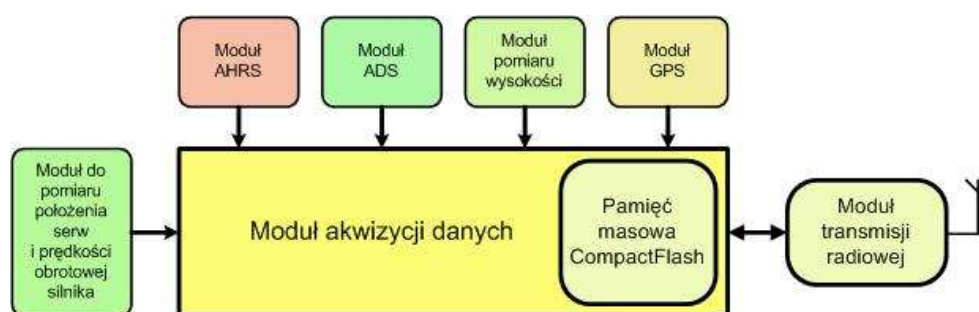 Moduł
AHRS
Moduł
ADS
Moduł
pomiaru
wysokości
Moduł
GPS
Moduł do
pomiaru
położenia
serw
i prędkości
obrotowej
silnika
Moduł akwizycji danych
Pamięć
masowa
CompactFlash
Moduł
transmisji
radiowej